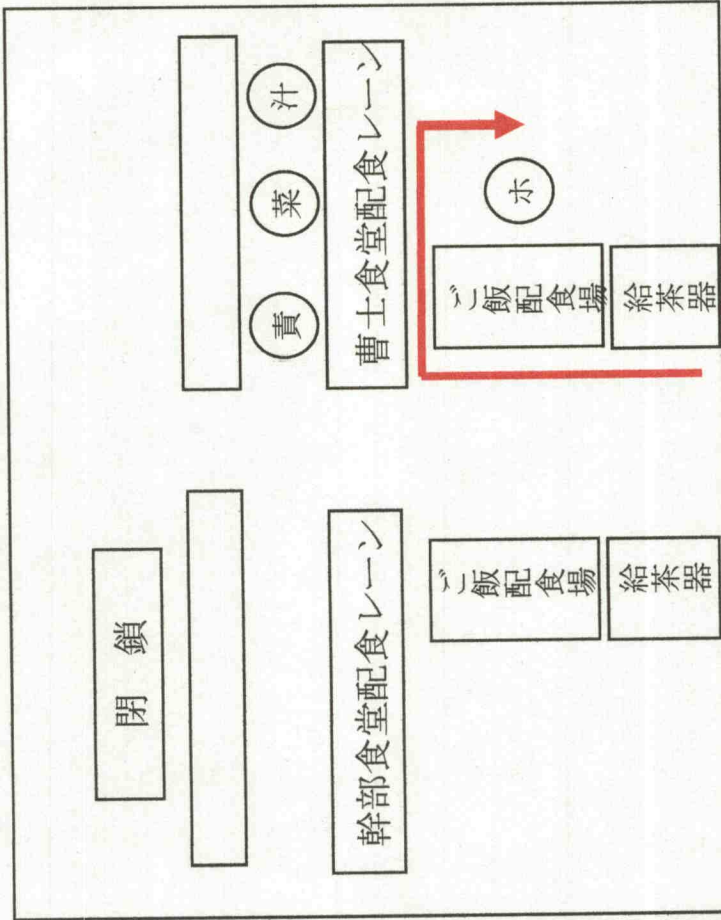 閉　鎖
責
菜
汁
幹部食堂配食レーン
曹士食堂配食レーン
ご飯配食場
給茶器
ご飯配食場
給茶器
ホ